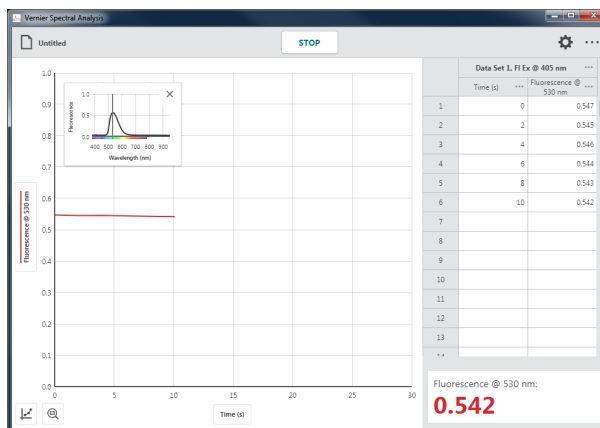 Vernier Spectral Analysis
Untitled
STOP
1.0
0.9
0.8
0.7
0.6
0.5
0.4
0.3
0.2
0.1
0.0
Fluorescence @ 530 nm
0 5 10 15 20 25 30
Time (s)
1.0
0.5
0.0
Fluorescence
400 500 600 700 800 900
Wavelength (nm)
Data Set 1, Fl Ex @ 405 nm
Time (s) Fluorescence @ 530 nm
1 0 0.547
2 2 0.545
3 4 0.546
4 6 0.544
5 8 0.543
6 10 0.542
7
8
9
10
11
12
13
14
Fluorescence @ 530 nm:
0.542